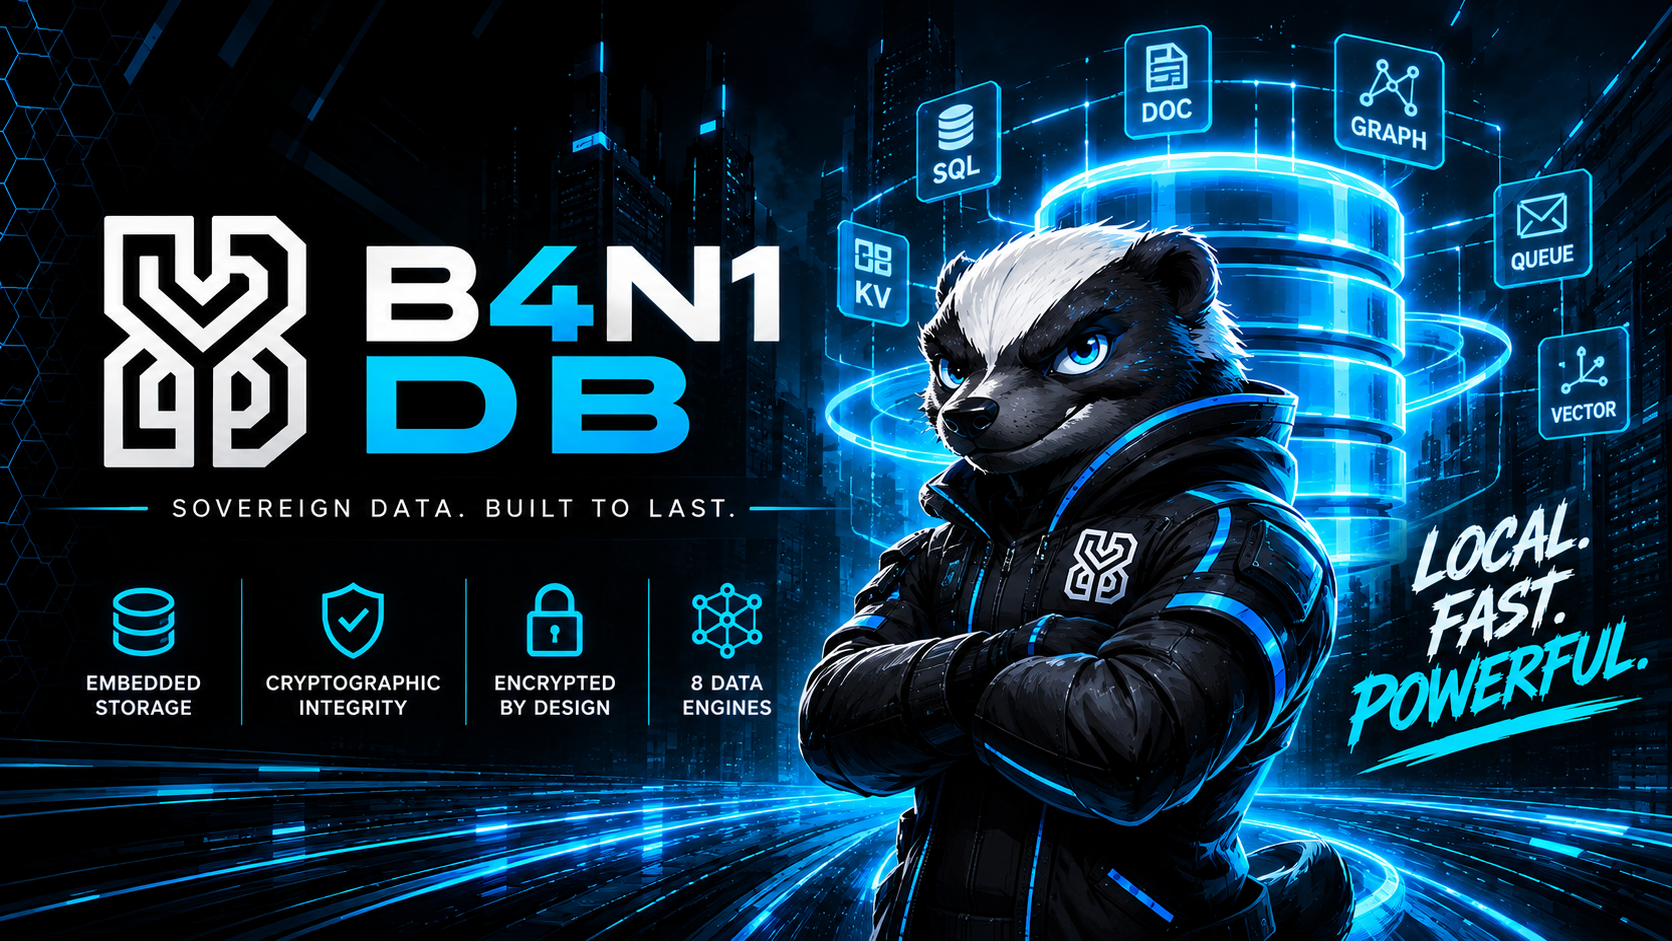 B4N1
DB
SOVEREIGN DATA. BUILT TO LAST.
EMBEDDED
STORAGE
CRYPTOGRAPHIC
INTEGRITY
ENCRYPTED
BY DESIGN
8 DATA
ENGINES
KV
SQL
DOC
GRAPH
QUEUE
VECTOR
LOCAL.
FAST.
POWERFUL.